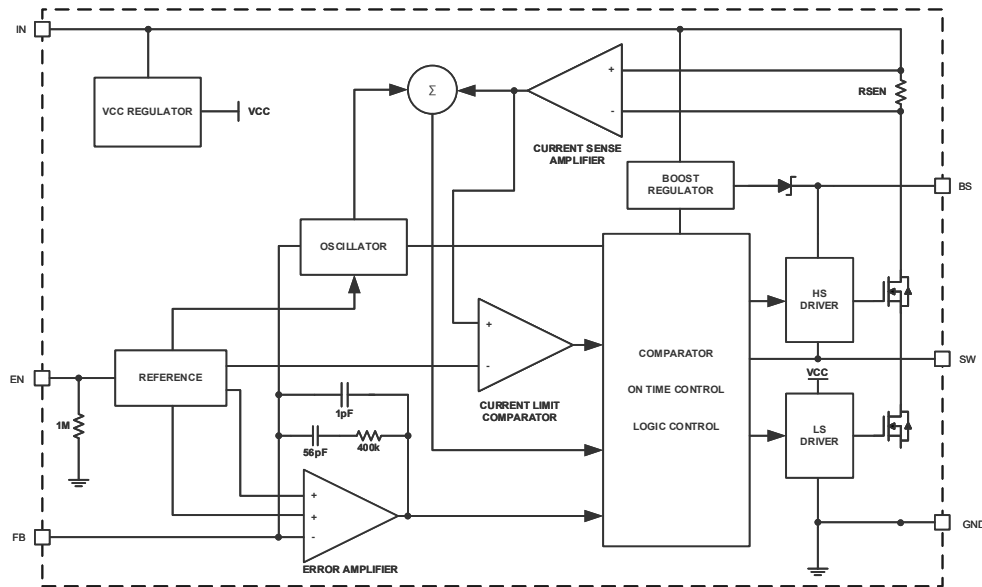 IN
VCC REGULATOR
VCC
Σ
+
-
CURRENT SENSE
AMPLIFIER
RSEN
BOOST
REGULATOR
BS
OSCILLATOR
HS
DRIVER
+
-
CURRENT LIMIT
COMPARATOR
COMPARATOR
ON TIME CONTROL
LOGIC CONTROL
SW
VCC
EN
REFERENCE
1M
1pF
56pF
400k
LS
DRIVER
+
+
-
ERROR AMPLIFIER
FB
GND